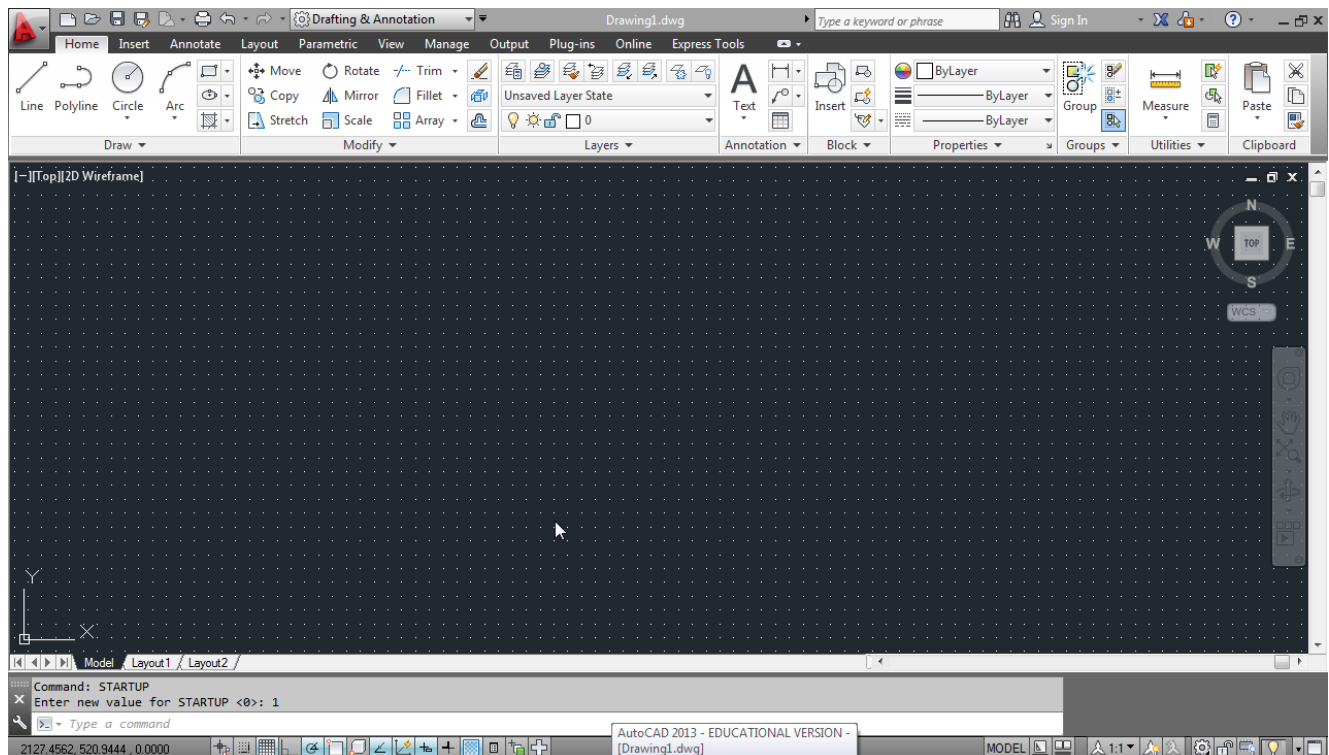 Drafting & Annotation
Drawing1.dwg
Type a keyword or phrase
Sign In
Home Insert Annotate Layout Parametric View Manage Output Plug-ins Online Express Tools
Move Rotate Trim
ByLayer
Copy Mirror Fillet
Unsaved Layer State
ByLayer
Line Polyline Circle Arc
Text
Insert
Group
Measure
Paste
Stretch Scale Array
0
ByLayer
Draw
Modify
Layers
Annotation
Block
Properties
Groups
Utilities
Clipboard
[−][Top][2D Wireframe]
N
W TOP E
S
WCS
Y
X
Model Layout1 Layout2
Command: STARTUP
Enter new value for STARTUP <0>: 1
Type a command
AutoCAD 2013 - EDUCATIONAL VERSION -
[Drawing1.dwg]
2127.4562, 520.9444 , 0.0000
MODEL
1:1